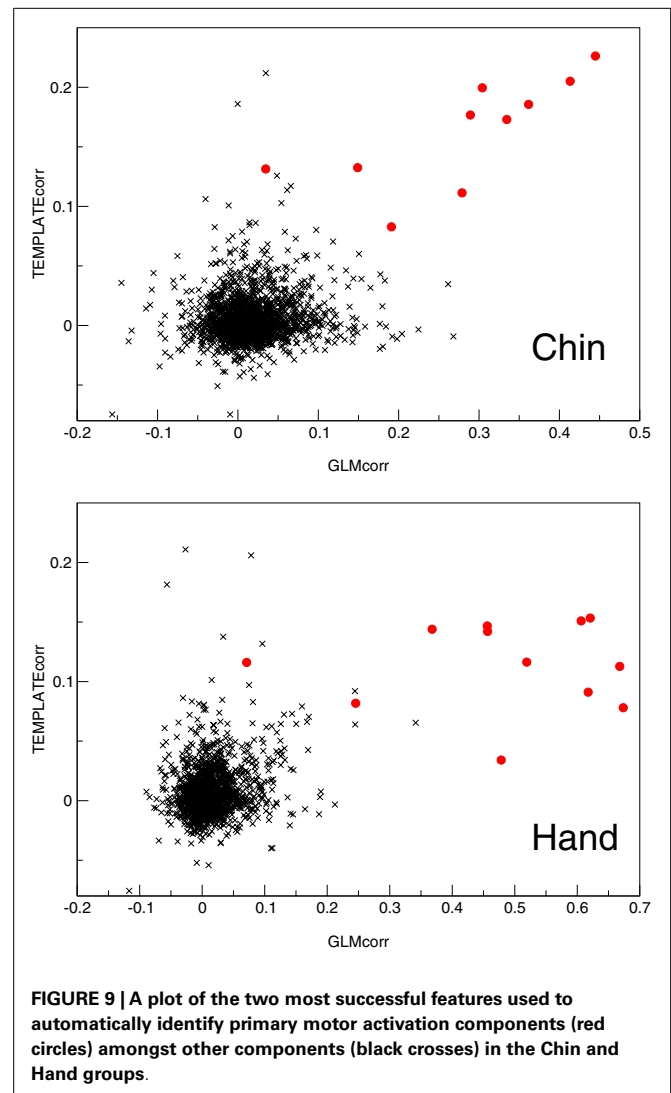 0.2
0.1
0
TEMPLATEcorr
Chin
-0.2 -0.1 0 0.1 0.2 0.3 0.4 0.5
GLMcorr
0.2
0.1
0
TEMPLATEcorr
Hand
-0.2 -0.1 0 0.1 0.2 0.3 0.4 0.5 0.6 0.7
GLMcorr
FIGURE 9 | A plot of the two most successful features used to
automatically identify primary motor activation components (red
circles) amongst other components (black crosses) in the Chin and
Hand groups.